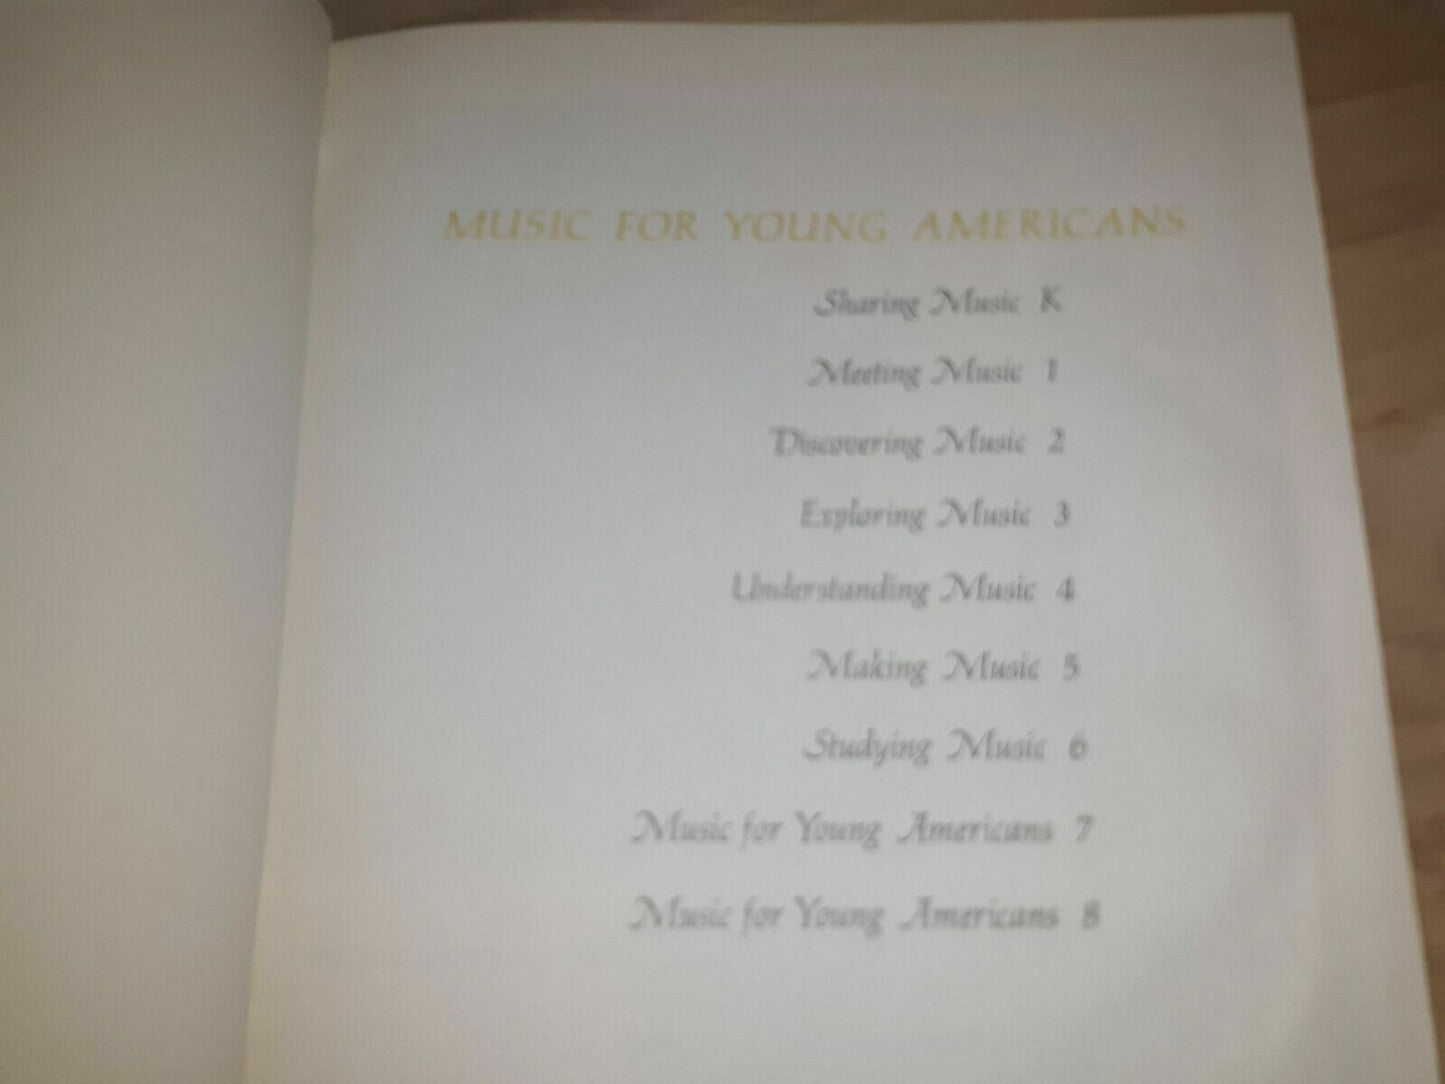 MUSIC FOR YOUNG AMERICANS
Sharing Music K
Meeting Music 1
Discovering Music 2
Exploring Music 3
Understanding Music 4
Making Music 5
Studying Music 6
Music for Young Americans 7
Music for Young Americans 8